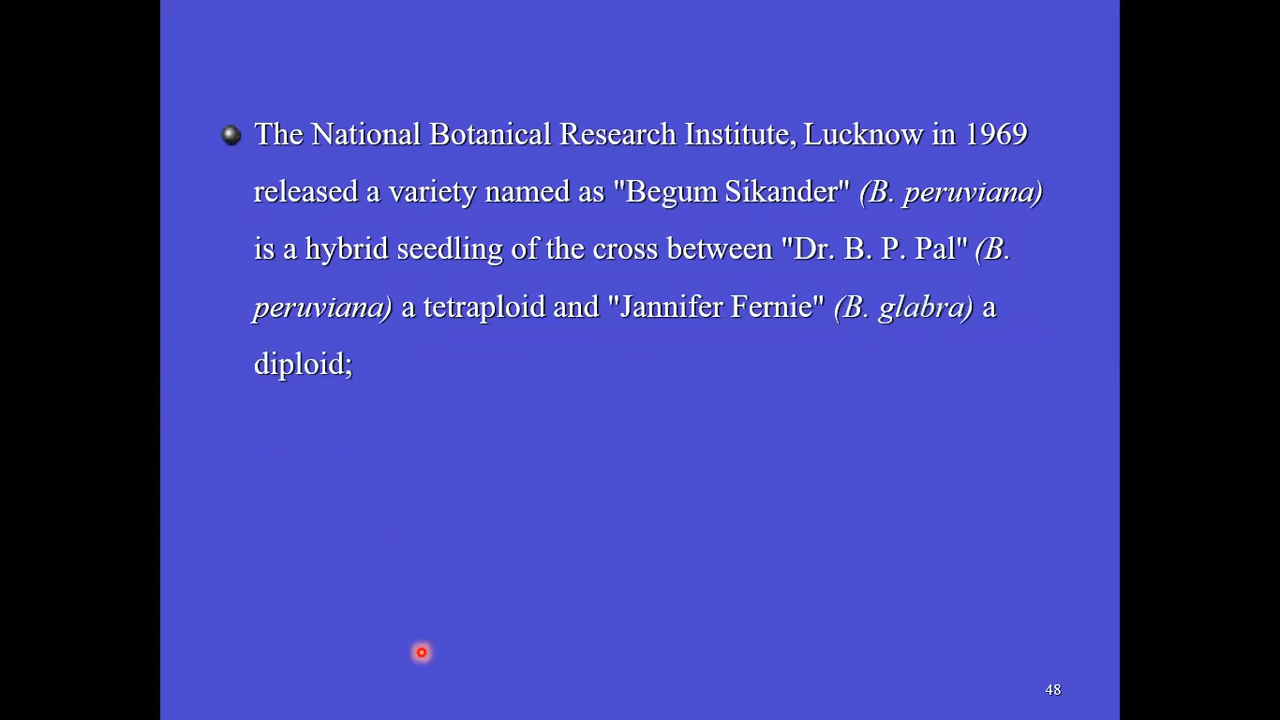 The National Botanical Research Institute, Lucknow in 1969
released a variety named as "Begum Sikander" (B. peruviana)
is a hybrid seedling of the cross between "Dr. B. P. Pal" (B.
peruviana) a tetraploid and "Jannifer Fernie" (B. glabra) a
diploid;
48